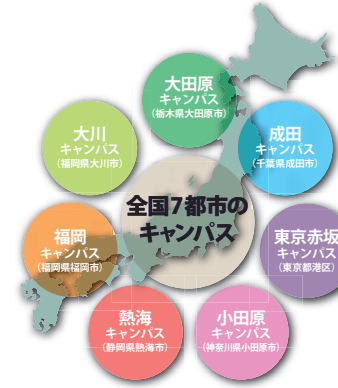 大田原
キャンパス
(栃木県大田原市)
大川
キャンパス
(福岡県大川市)
成田
キャンパス
(千葉県成田市)
全国7都市の
キャンパス
福岡
キャンパス
(福岡県福岡市)
東京赤坂
キャンパス
(東京都港区)
熱海
キャンパス
(静岡県熱海市)
小田原
キャンパス
(神奈川県小田原市)